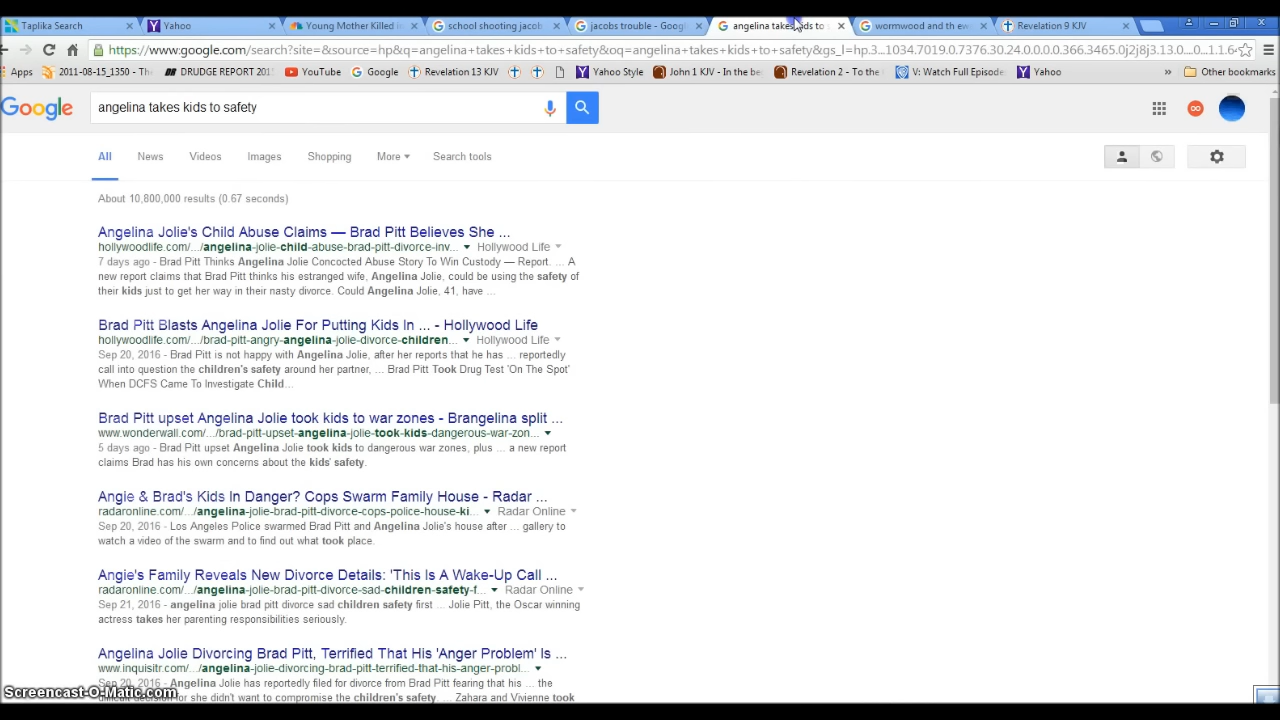 Taplika Search
Yahoo
Young Mother Killed in
school shooting jacob
jacobs trouble - Google
angelina takes kids to s
wormwood and th ew
Revelation 9 KJV
https://www.google.com/search?site=&source=hp&q=angelina+takes+kids+to+safety&oq=angelina+takes+kids+to+safety&gs_l=hp.3...1034.7019.0.7376.30.24.0.0.0.0.366.3465.0j2j8j3.13.0....0...1.1.6
Apps
2011-08-15_1350 - Th
DRUDGE REPORT 201
YouTube
Google
Revelation 13 KJV
Yahoo Style
John 1 KJV - In the be
Revelation 2 - To the
V: Watch Full Episode
Yahoo
»
Other bookmarks
Google
angelina takes kids to safety
All
News
Videos
Images
Shopping
More
Search tools
About 10,800,000 results (0.67 seconds)
Angelina Jolie's Child Abuse Claims — Brad Pitt Believes She ...
hollywoodlife.com/.../angelina-jolie-child-abuse-brad-pitt-divorce-inv... Hollywood Life
7 days ago - Brad Pitt Thinks Angelina Jolie Concocted Abuse Story To Win Custody — Report. ... A
new report claims that Brad Pitt thinks his estranged wife, Angelina Jolie, could be using the safety of
their kids just to get her way in their nasty divorce. Could Angelina Jolie, 41, have ...
Brad Pitt Blasts Angelina Jolie For Putting Kids In ... - Hollywood Life
hollywoodlife.com/.../brad-pitt-angry-angelina-jolie-divorce-children... Hollywood Life
Sep 20, 2016 - Brad Pitt is not happy with Angelina Jolie, after her reports that he has ... reportedly
call into question the children's safety around her partner, ... Brad Pitt Took Drug Test 'On The Spot'
When DCFS Came To Investigate Child...
Brad Pitt upset Angelina Jolie took kids to war zones - Brangelina split ...
www.wonderwall.com/.../brad-pitt-upset-angelina-jolie-took-kids-dangerous-war-zon...
5 days ago - Brad Pitt upset Angelina Jolie took kids to dangerous war zones, plus ... a new report
claims Brad has his own concerns about the kids' safety.
Angie & Brad's Kids In Danger? Cops Swarm Family House - Radar ...
radaronline.com/.../angelina-jolie-brad-pitt-divorce-cops-police-house-ki... Radar Online
Sep 20, 2016 - Los Angeles Police swarmed Brad Pitt and Angelina Jolie's house after ... gallery to
watch a video of the swarm and to find out what took place.
Angie's Family Reveals New Divorce Details: 'This Is A Wake-Up Call ...
radaronline.com/.../angelina-jolie-brad-pitt-divorce-sad-children-safety-f... Radar Online
Sep 21, 2016 - angelina jolie brad pitt divorce sad children safety first ... Jolie Pitt, the Oscar winning
actress takes her parenting responsibilities seriously.
Angelina Jolie Divorcing Brad Pitt, Terrified That His 'Anger Problem' Is ...
www.inquisitr.com/.../angelina-jolie-divorcing-brad-pitt-terrified-that-his-anger-probl...
Sep 20, 2016 - Angelina Jolie has reportedly filed for divorce from Brad Pitt fearing that his ... the
difficult decision for she didn't want to compromise the children's safety. ... Zahara and Vivienne took
Screencast-O-Matic.com